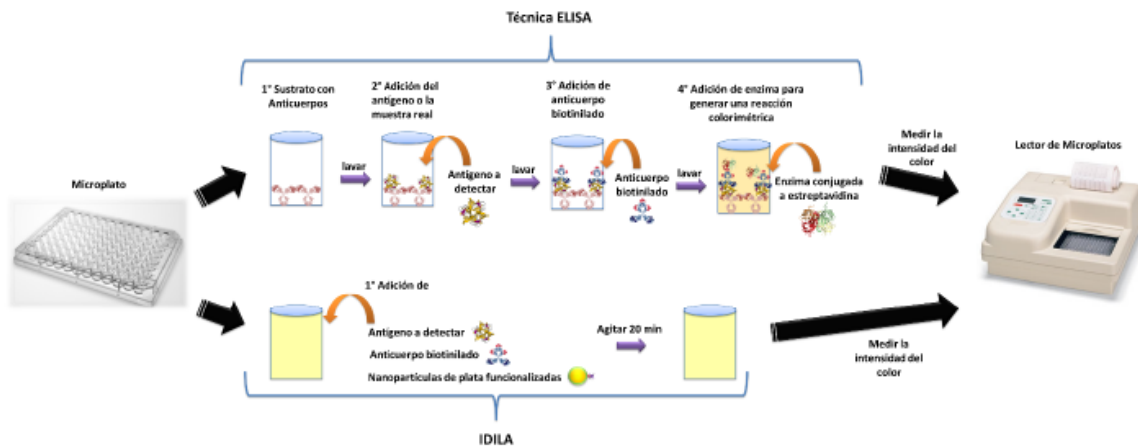 Técnica ELISA
1° Sustrato con
Anticuerpos
2° Adición del
antígeno o la
muestra real
3° Adición de
anticuerpo
biotinilado
4° Adición de enzima para
generar una reacción
colorimétrica
Medir la
intensidad del
color
Lector de Microplatos
Microplato
lavar
Antígeno a
detectar
lavar
Anticuerpo
biotinilado
lavar
Enzima conjugada
a estreptavidina
1° Adición de
Antígeno a detectar
Anticuerpo biotinilado
Nanopartículas de plata funcionalizadas
Agitar 20 min
Medir la
intensidad del
color
IDILA